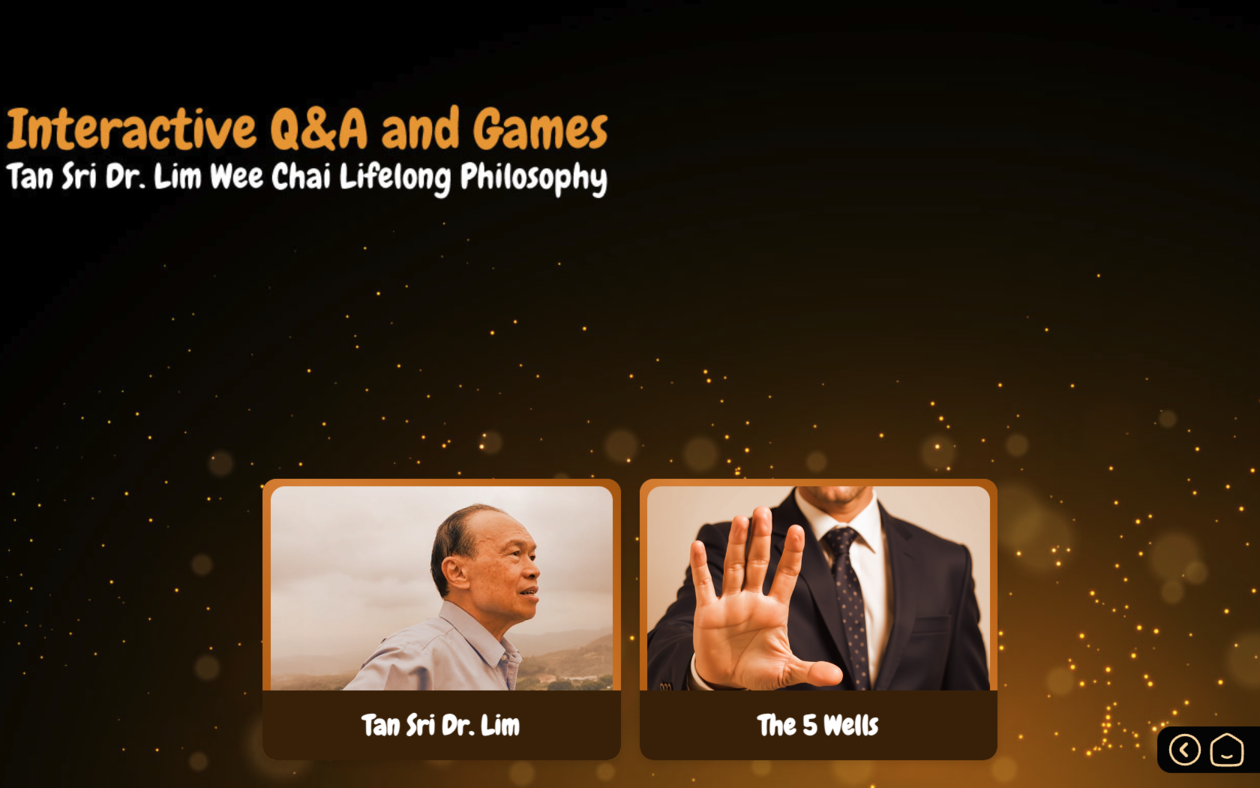 Interactive Q&A and Games
Tan Sri Dr. Lim Wee Chai Lifelong Philosophy
Tan Sri Dr. Lim
The 5 Wells